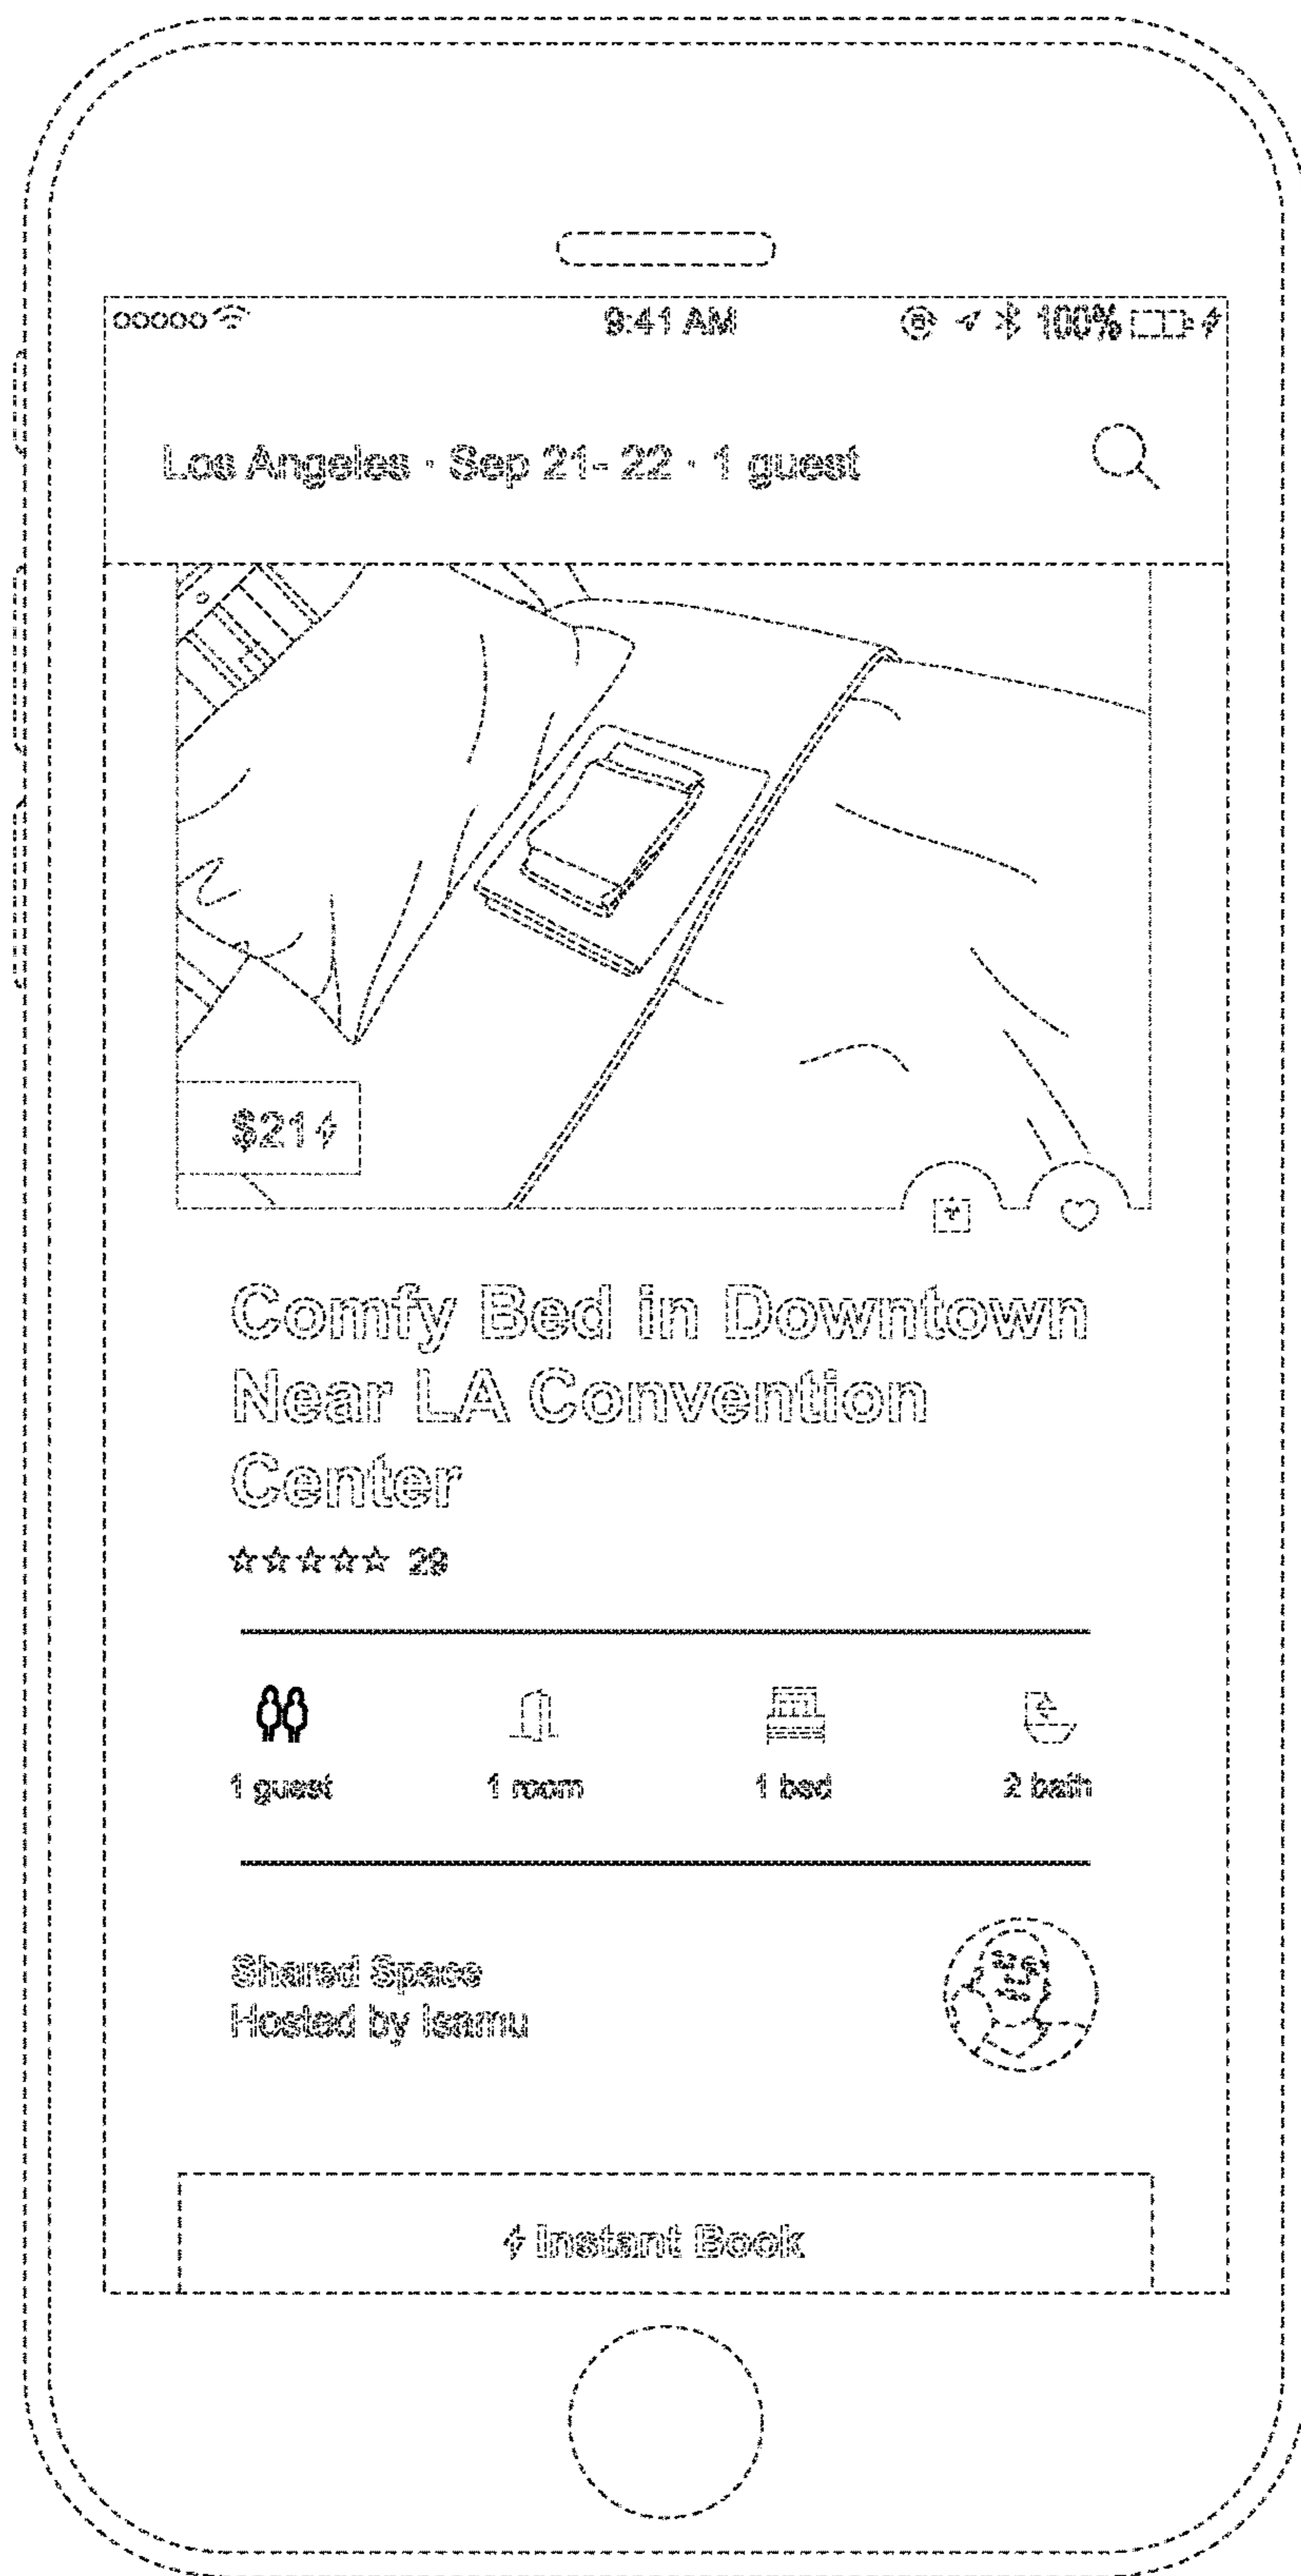 9:41 AM 100%
Los Angeles · Sep 21- 22 · 1 guest
$21
Comfy Bed in Downtown
Near LA Convention
Center
29
1 guest 1 room 1 bed 2 bath
Shared Space
Hosted by Isamu
Instant Book